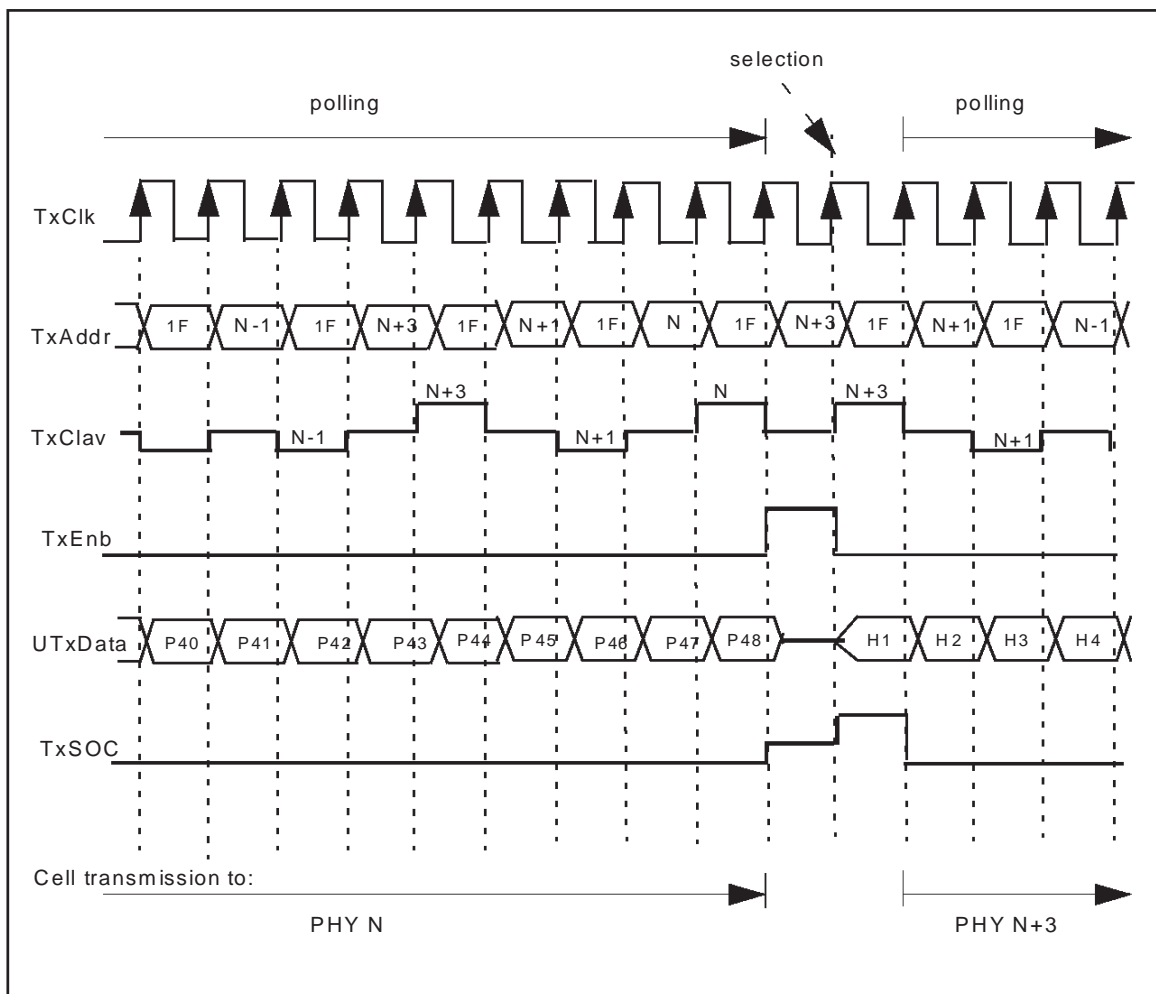 selection
polling polling
TxClk
TxAddr 1F N-1 1F N+3 1F N+1 1F N 1F N+3 1F N+1 1F N-1
TxClav N-1 N+3 N+1 N N+3 N+1
TxEnb
UTxData P40 P41 P42 P43 P44 P45 P46 P47 P48 H1 H2 H3 H4
TxSOC
Cell transmission to:
PHY N PHY N+3